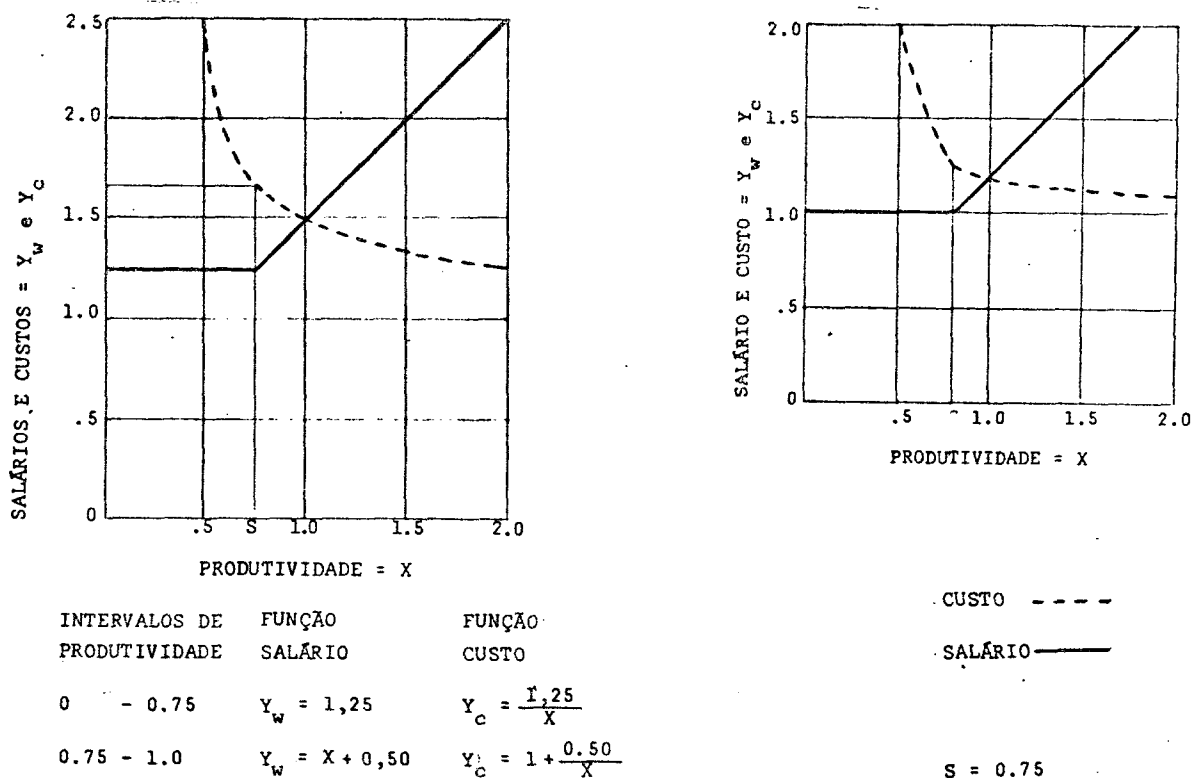 2.5
2.0
1.5
1.0
.5
0
SALÁRIOS E CUSTOS = Y_w e Y_c
.5 S 1.0 1.5 2.0
PRODUTIVIDADE = X
2.0
1.5
1.0
.5
0
SALÁRIO E CUSTO = Y_w e Y_c
.5 1.0 1.5 2.0
PRODUTIVIDADE = X
INTERVALOS DE FUNÇÃO FUNÇÃO
PRODUTIVIDADE SALÁRIO CUSTO
0 - 0.75 Y_w = 1,25 Y_c = 1,25/X
0.75 - 1.0 Y_w = X + 0,50 Y_c = 1 + 0.50/X
CUSTO
SALÁRIO
S = 0.75